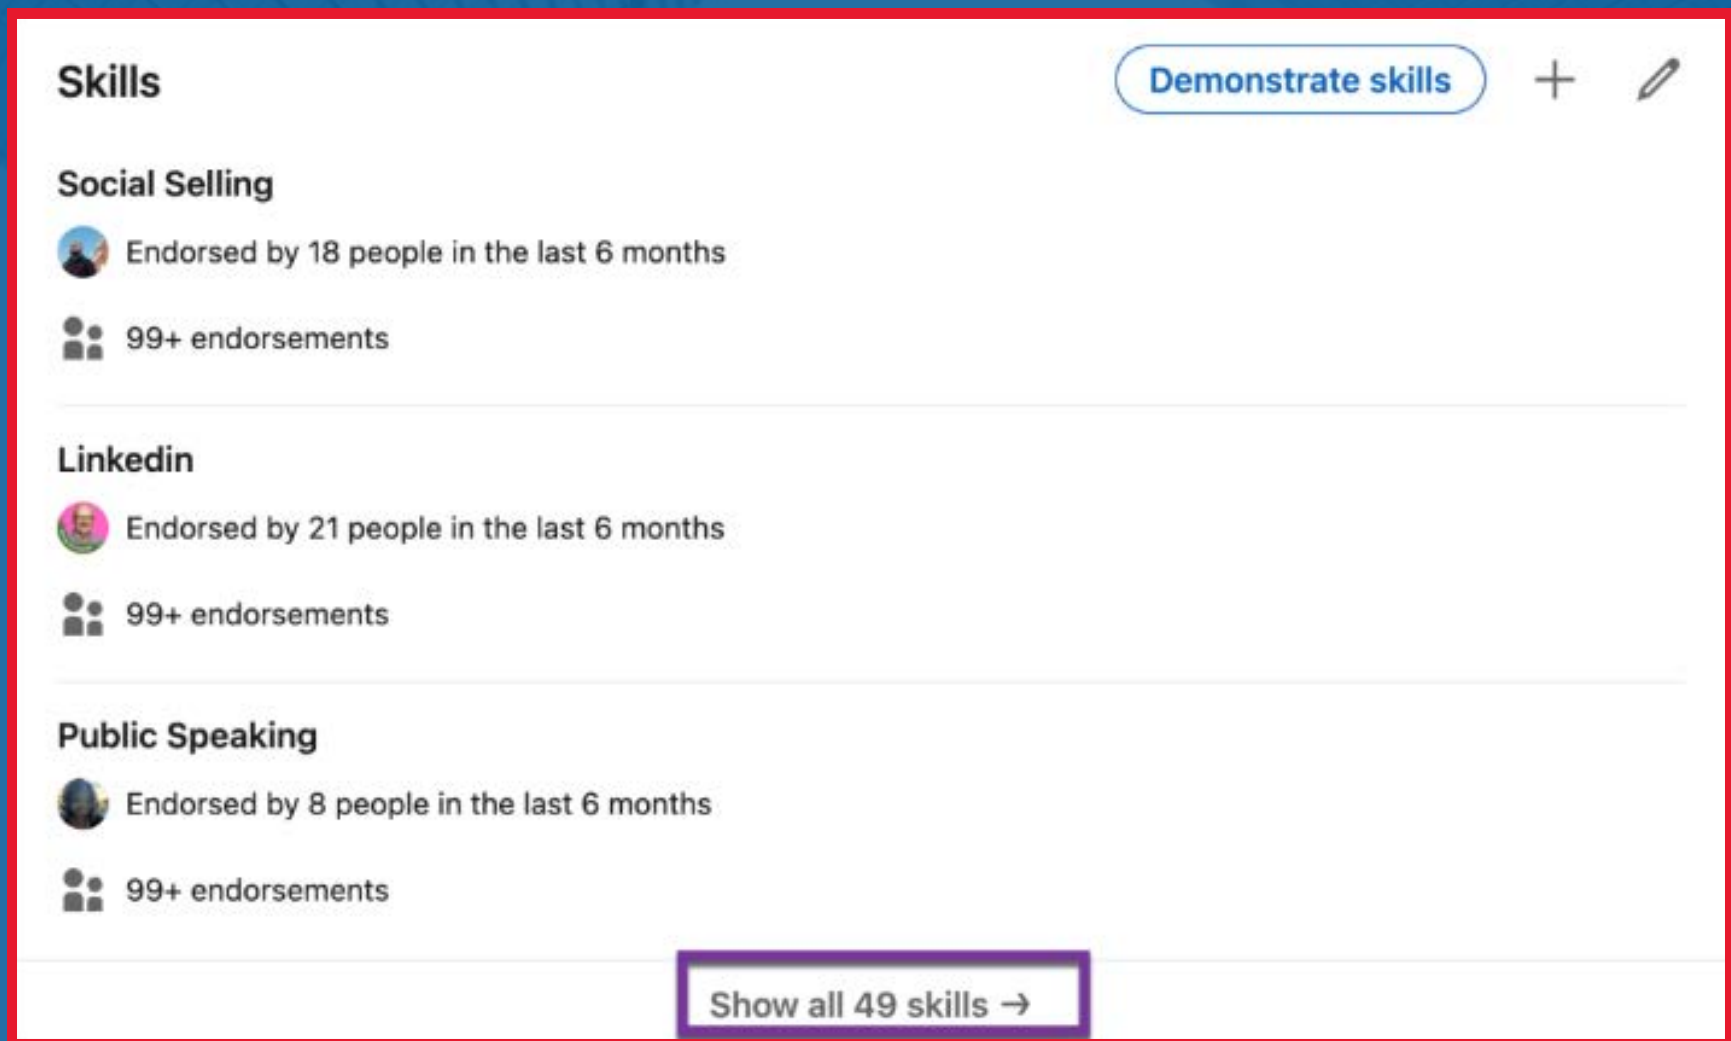 Skills
Demonstrate skills
Social Selling
Endorsed by 18 people in the last 6 months
99+ endorsements
Linkedin
Endorsed by 21 people in the last 6 months
99+ endorsements
Public Speaking
Endorsed by 8 people in the last 6 months
99+ endorsements
Show all 49 skills →